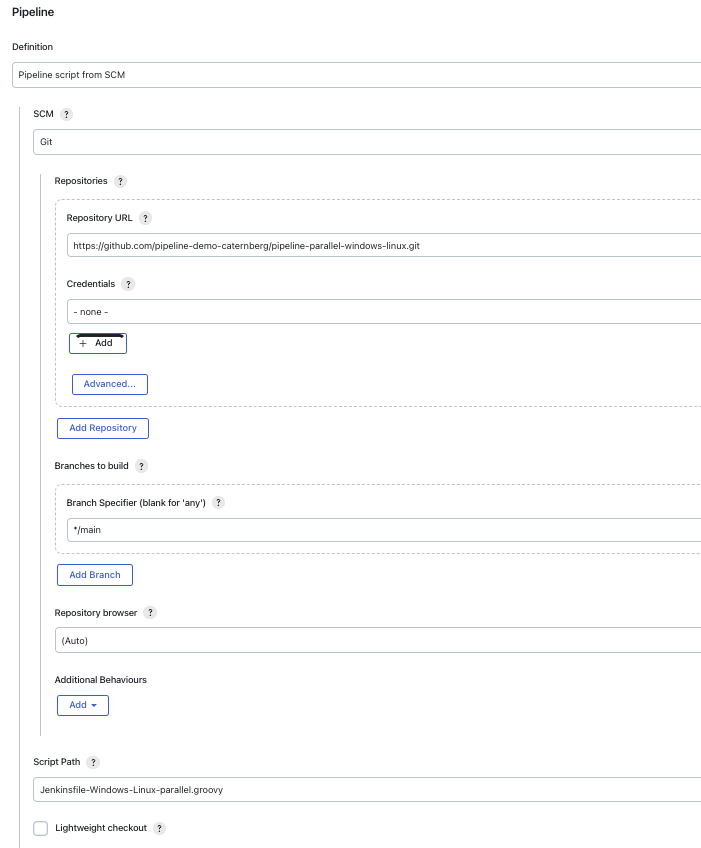 Pipeline
Definition
Pipeline script from SCM
SCM ?
Git
Repositories ?
Repository URL ?
https://github.com/pipeline-demo-caternberg/pipeline-parallel-windows-linux.git
Credentials ?
- none -
+ Add
Advanced...
Add Repository
Branches to build ?
Branch Specifier (blank for 'any') ?
*/main
Add Branch
Repository browser ?
(Auto)
Additional Behaviours
Add
Script Path ?
Jenkinsfile-Windows-Linux-parallel.groovy
Lightweight checkout ?